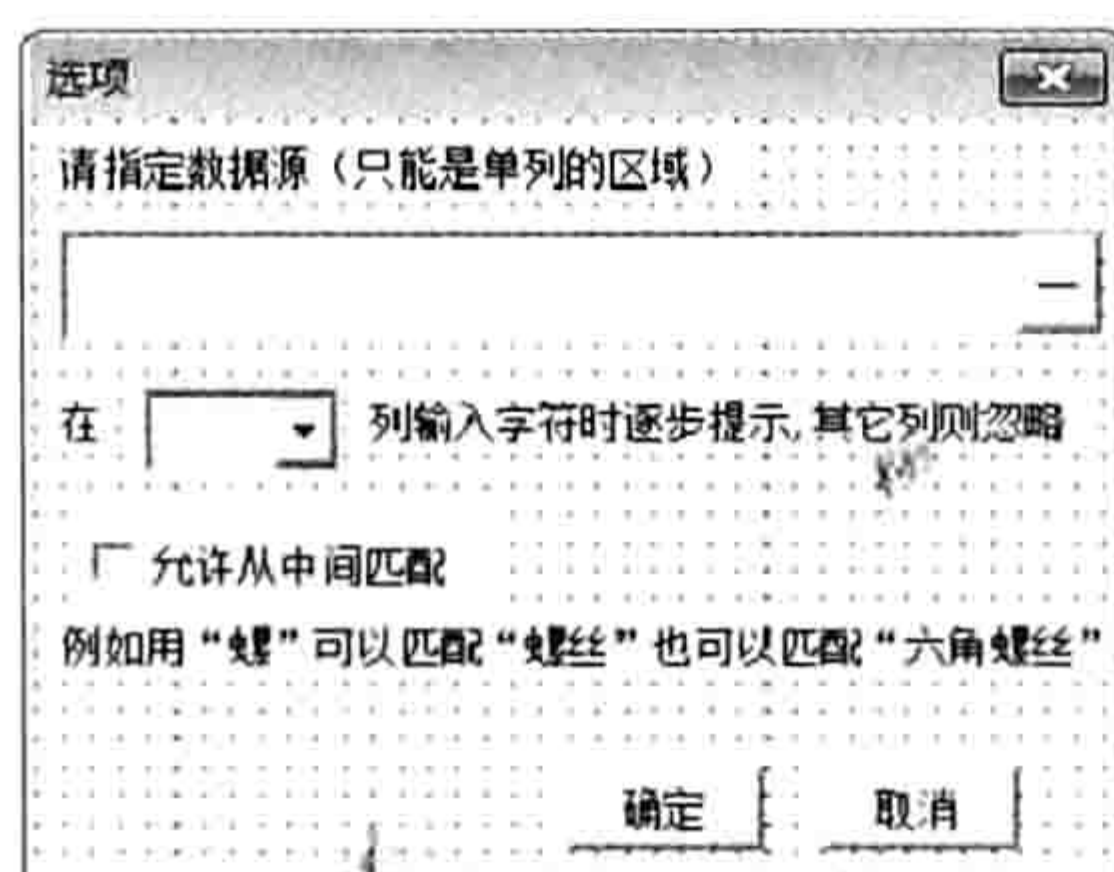 选项
请指定数据源（只能是单列的区域）
在 列输入字符时逐步提示,其它列则忽略
允许从中间匹配
例如用“螺”可以匹配“螺丝”也可以匹配“六角螺丝”
确定 取消